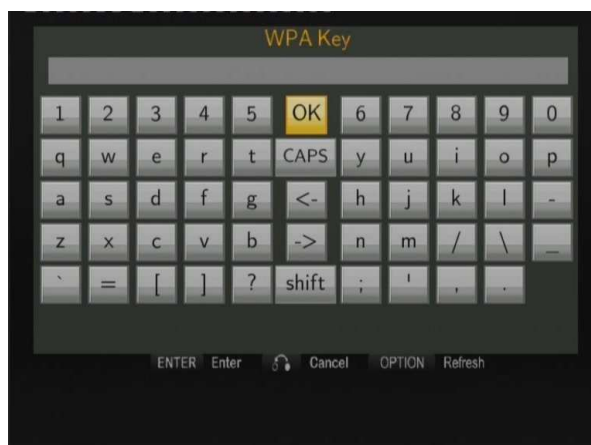 WPA Key
1 2 3 4 5 OK 6 7 8 9 0
q w e r t CAPS y u i o p
a s d f g <- h j k l -
z x c v b -> n m / \ _
` = [ ] ? shift ; ' , .
ENTER Enter Cancel OPTION Refresh